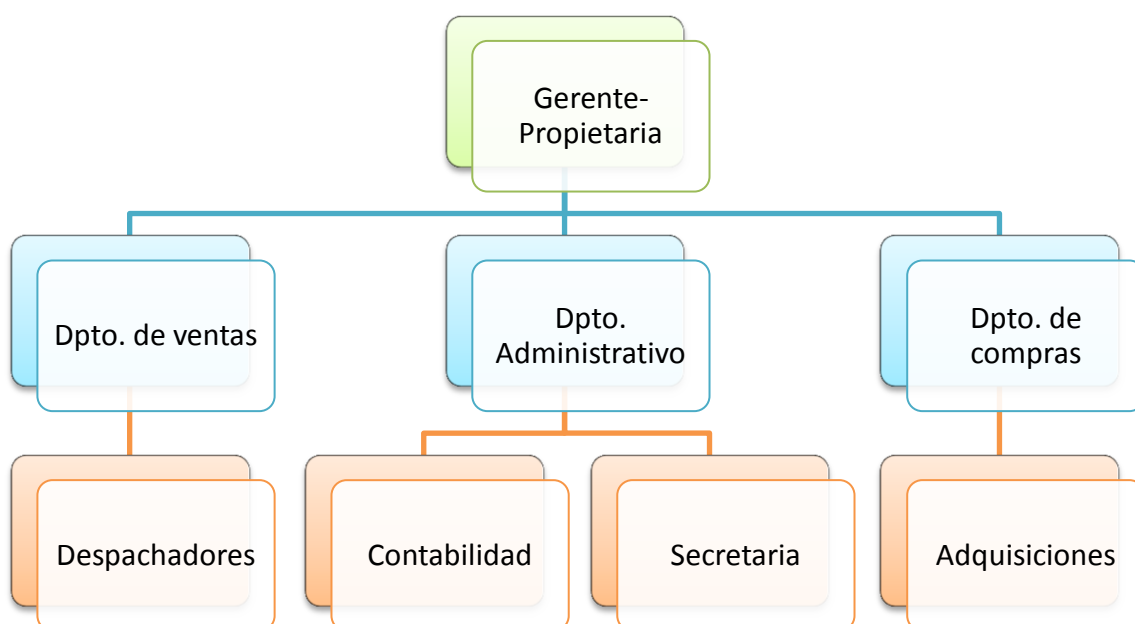 Gerente-
Propietaria
Dpto. de ventas
Dpto.
Administrativo
Dpto. de
compras
Despachadores
Contabilidad
Secretaria
Adquisiciones